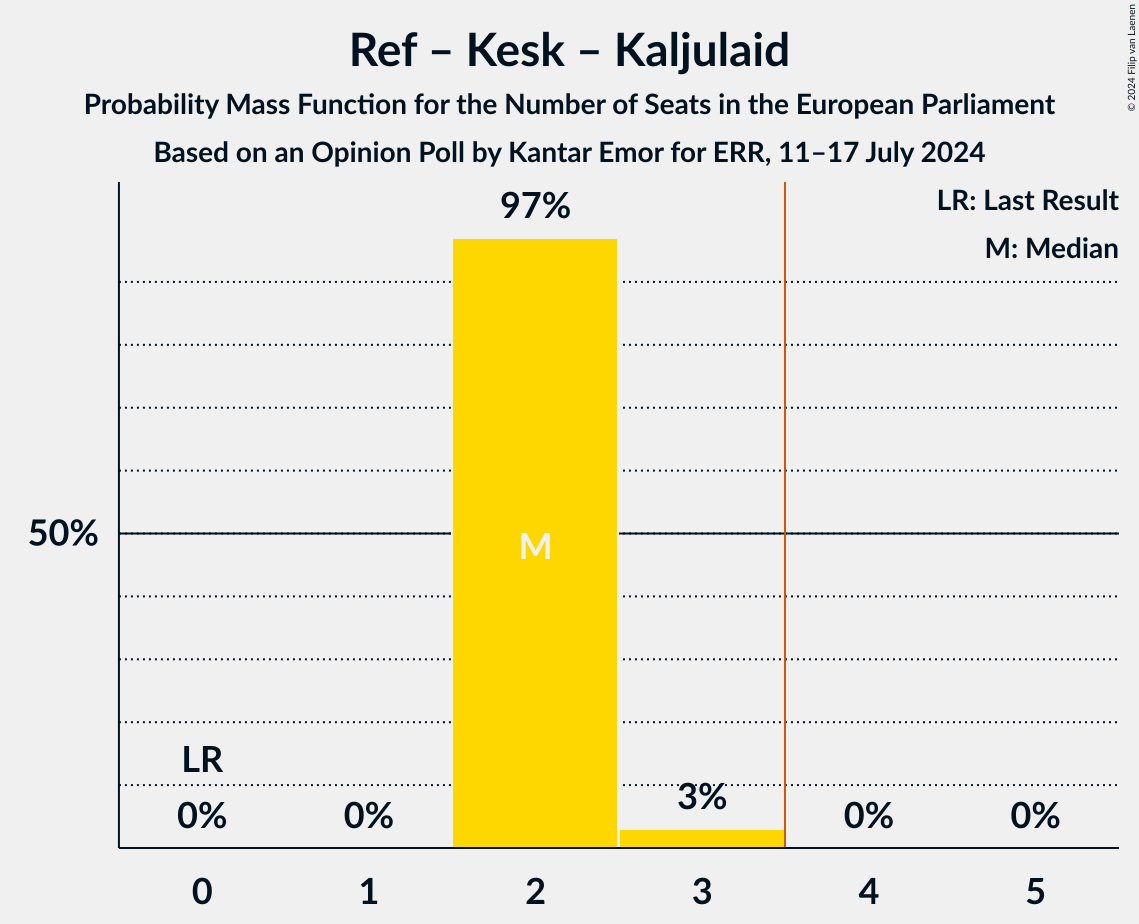 Ref – Kesk – Kaljulaid
Probability Mass Function for the Number of Seats in the European Parliament
Based on an Opinion Poll by Kantar Emor for ERR, 11–17 July 2024
© 2024 Filip van Laenen
LR: Last Result
M: Median
97%
50%
M
LR
0%
0%
3%
0%
0%
0
1
2
3
4
5